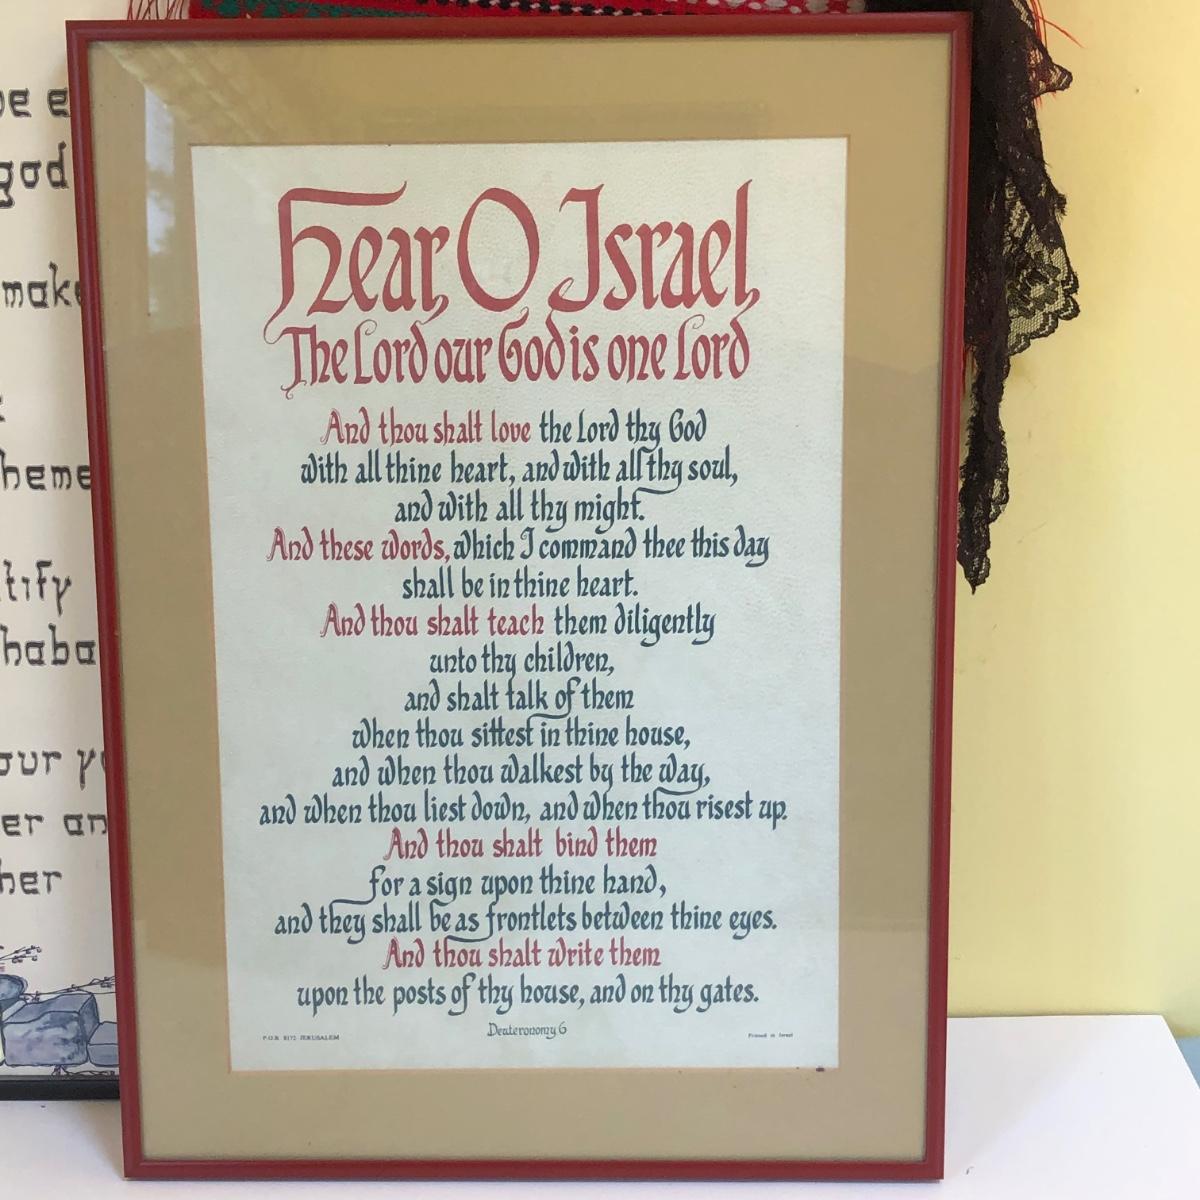 Hear, O Israel,
The Lord our God is one Lord
And thou shalt love the Lord thy God
with all thine heart, and with all thy soul,
and with all thy might.
And these words, which I command thee this day
shall be in thine heart.
And thou shalt teach them diligently
unto thy children,
and shalt talk of them
when thou sittest in thine house,
and when thou walkest by the way,
and when thou liest down, and when thou risest up.
And thou shalt bind them
for a sign upon thine hand,
and they shall be as frontlets between thine eyes.
And thou shalt write them
upon the posts of thy house, and on thy gates.
Deuteronomy 6
P.O.B. 8172 JERUSALEM
Printed in Israel
god
make
heme
tify
haba
our
er an
her